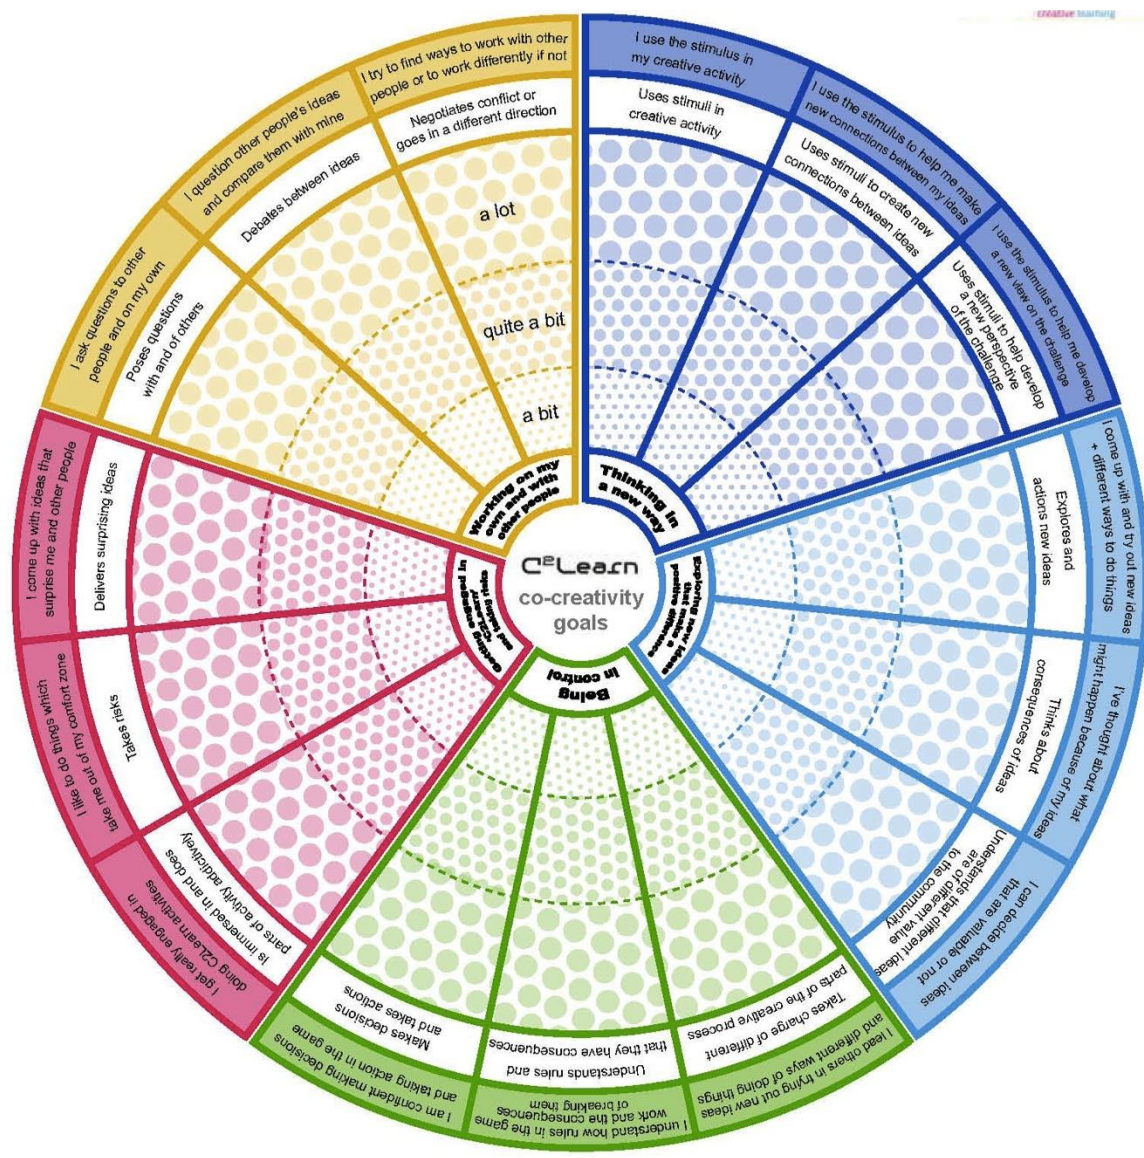 creative learning
I use the stimulus in
my creative activity
Uses stimuli in
creative activity
I use the stimulus to help me make
new connections between my ideas
Uses stimuli to create new
connections between ideas
I use the stimulus to help me develop
a new view on the challenge
Uses stimuli to help develop
a new perspective
of the challenge
Thinking in
a new way
I come up with and try out new ideas
+ different ways to do things
Explores and
actions new ideas
I've thought about what
might happen because of my ideas
Thinks about
consequences of ideas
I can decide between ideas
that are valuable or not
Understands that different ideas
are of different value
to the community
Exploring new ideas
that make a
positive difference
I lead others in trying out new ideas
and different ways of doing things
Takes charge of different
parts of the creative process
I understand how rules in the game
work and the consequences
of breaking them
Understands rules and
that they have consequences
I am confident making decisions
and taking action in the game
Makes decisions
and takes actions
Being
in control
I get really engaged in
doing C2Learn activities
Is immersed in and does
parts of activity addictively
I like to do things which
take me out of my comfort zone
Takes risks
I come up with ideas that
surprise me and other people
Delivers surprising ideas
Getting engaged in
'C2Learn'
and taking risks
I ask questions to other
people and on my own
Poses questions
with and of others
I question other people's ideas
and compare them with mine
Debates between ideas
I try to find ways to work with other
people or to work differently if not
Negotiates conflict or
goes in a different direction
a lot
quite a bit
a bit
Working on my
own and with
other people
C2Learn
co-creativity
goals